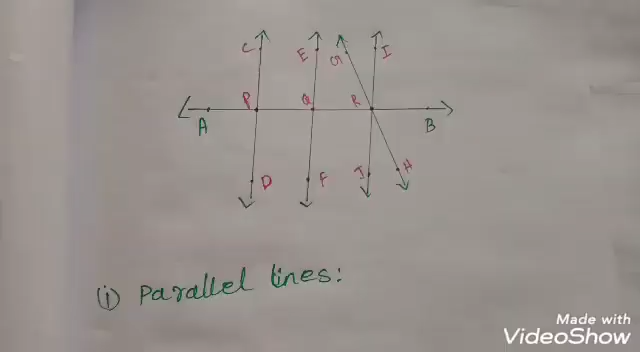 C E G I
P Q R
A B
D F J H
(i) Parallel lines:
Made with
VideoShow